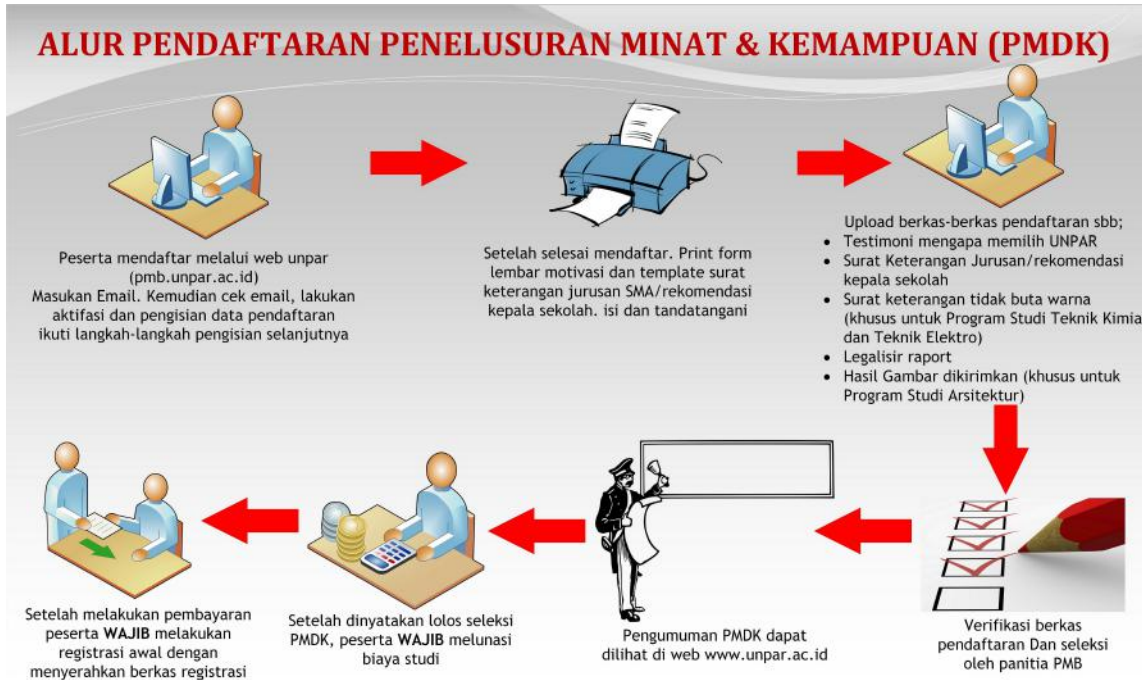 ALUR PENDAFTARAN PENELUSURAN MINAT & KEMAMPUAN (PMDK)
Peserta mendaftar melalui web unpar
(pmb.unpar.ac.id)
Masukan Email. Kemudian cek email, lakukan
aktifasi dan pengisian data pendaftaran
ikuti langkah-langkah pengisian selanjutnya
Setelah selesai mendaftar. Print form
lembar motivasi dan template surat
keterangan jurusan SMA/rekomendasi
kepala sekolah. isi dan tandatangani
Upload berkas-berkas pendaftaran sbb;
• Testimoni mengapa memilih UNPAR
• Surat Keterangan Jurusan/rekomendasi
kepala sekolah
• Surat keterangan tidak buta warna
(khusus untuk Program Studi Teknik Kimia
dan Teknik Elektro)
• Legalisir raport
• Hasil Gambar dikirimkan (khusus untuk
Program Studi Arsitektur)
Verifikasi berkas
pendaftaran Dan seleksi
oleh panitia PMB
Pengumuman PMDK dapat
dilihat di web www.unpar.ac.id
Setelah dinyatakan lolos seleksi
PMDK, peserta WAJIB melunasi
biaya studi
Setelah melakukan pembayaran
peserta WAJIB melakukan
registrasi awal dengan
menyerahkan berkas registrasi